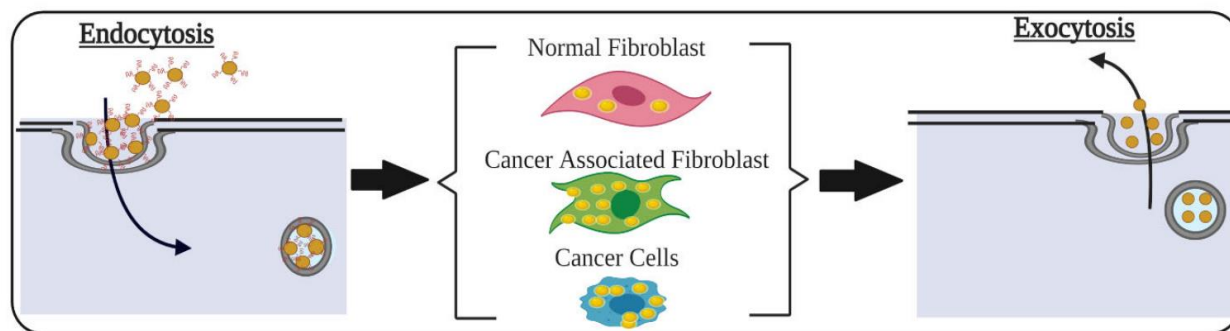 Endocytosis
Normal Fibroblast
Cancer Associated Fibroblast
Cancer Cells
Exocytosis